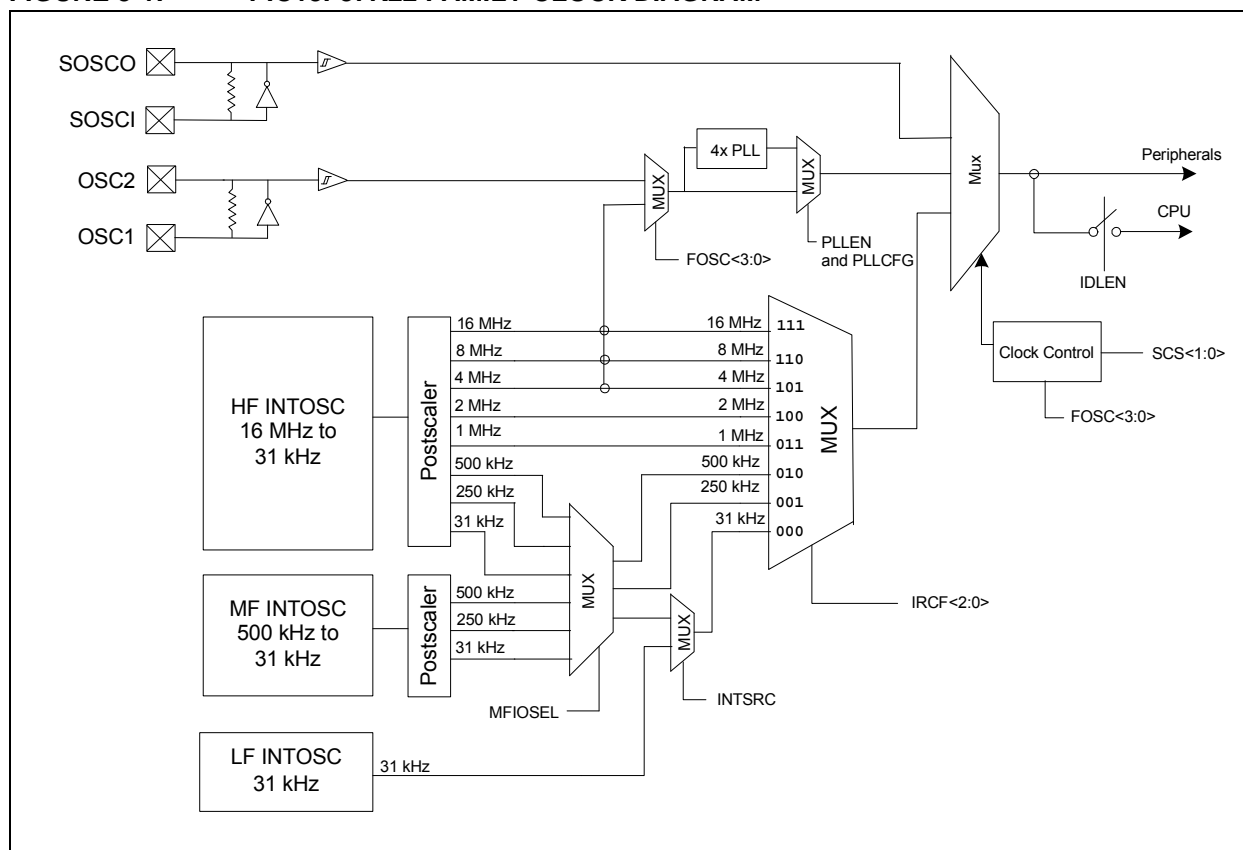 SOSCO
SOSCI
OSC2
OSC1
4x PLL
MUX
MUX
Mux
Peripherals
CPU
FOSC<3:0>
PLLEN
and PLLCFG
IDLEN
Clock Control
SCS<1:0>
FOSC<3:0>
HF INTOSC
16 MHz to
31 kHz
Postscaler
16 MHz
8 MHz
4 MHz
2 MHz
1 MHz
500 kHz
250 kHz
31 kHz
16 MHz 111
8 MHz 110
4 MHz 101
2 MHz 100
1 MHz 011
500 kHz 010
250 kHz 001
31 kHz 000
MUX
IRCF<2:0>
MF INTOSC
500 kHz to
31 kHz
Postscaler
500 kHz
250 kHz
31 kHz
MUX
MUX
MFIOSEL
INTSRC
LF INTOSC
31 kHz
31 kHz